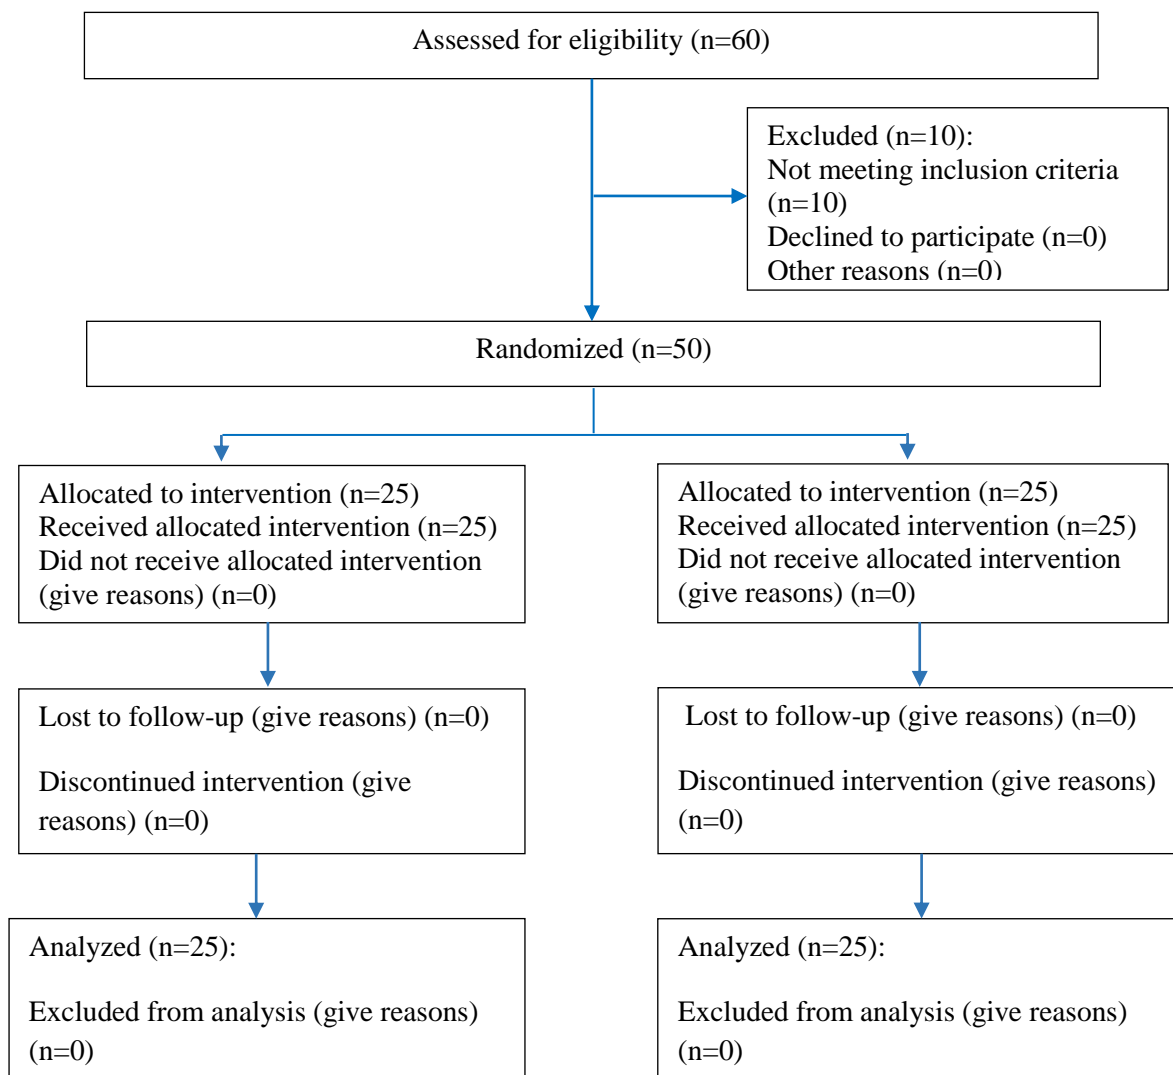 Assessed for eligibility (n=60)
Excluded (n=10):
Not meeting inclusion criteria
(n=10)
Declined to participate (n=0)
Other reasons (n=0)
Randomized (n=50)
Allocated to intervention (n=25)
Received allocated intervention (n=25)
Did not receive allocated intervention
(give reasons) (n=0)
Allocated to intervention (n=25)
Received allocated intervention (n=25)
Did not receive allocated intervention
(give reasons) (n=0)
Lost to follow-up (give reasons) (n=0)
Discontinued intervention (give
reasons) (n=0)
Lost to follow-up (give reasons) (n=0)
Discontinued intervention (give reasons)
(n=0)
Analyzed (n=25):
Excluded from analysis (give reasons)
(n=0)
Analyzed (n=25):
Excluded from analysis (give reasons)
(n=0)